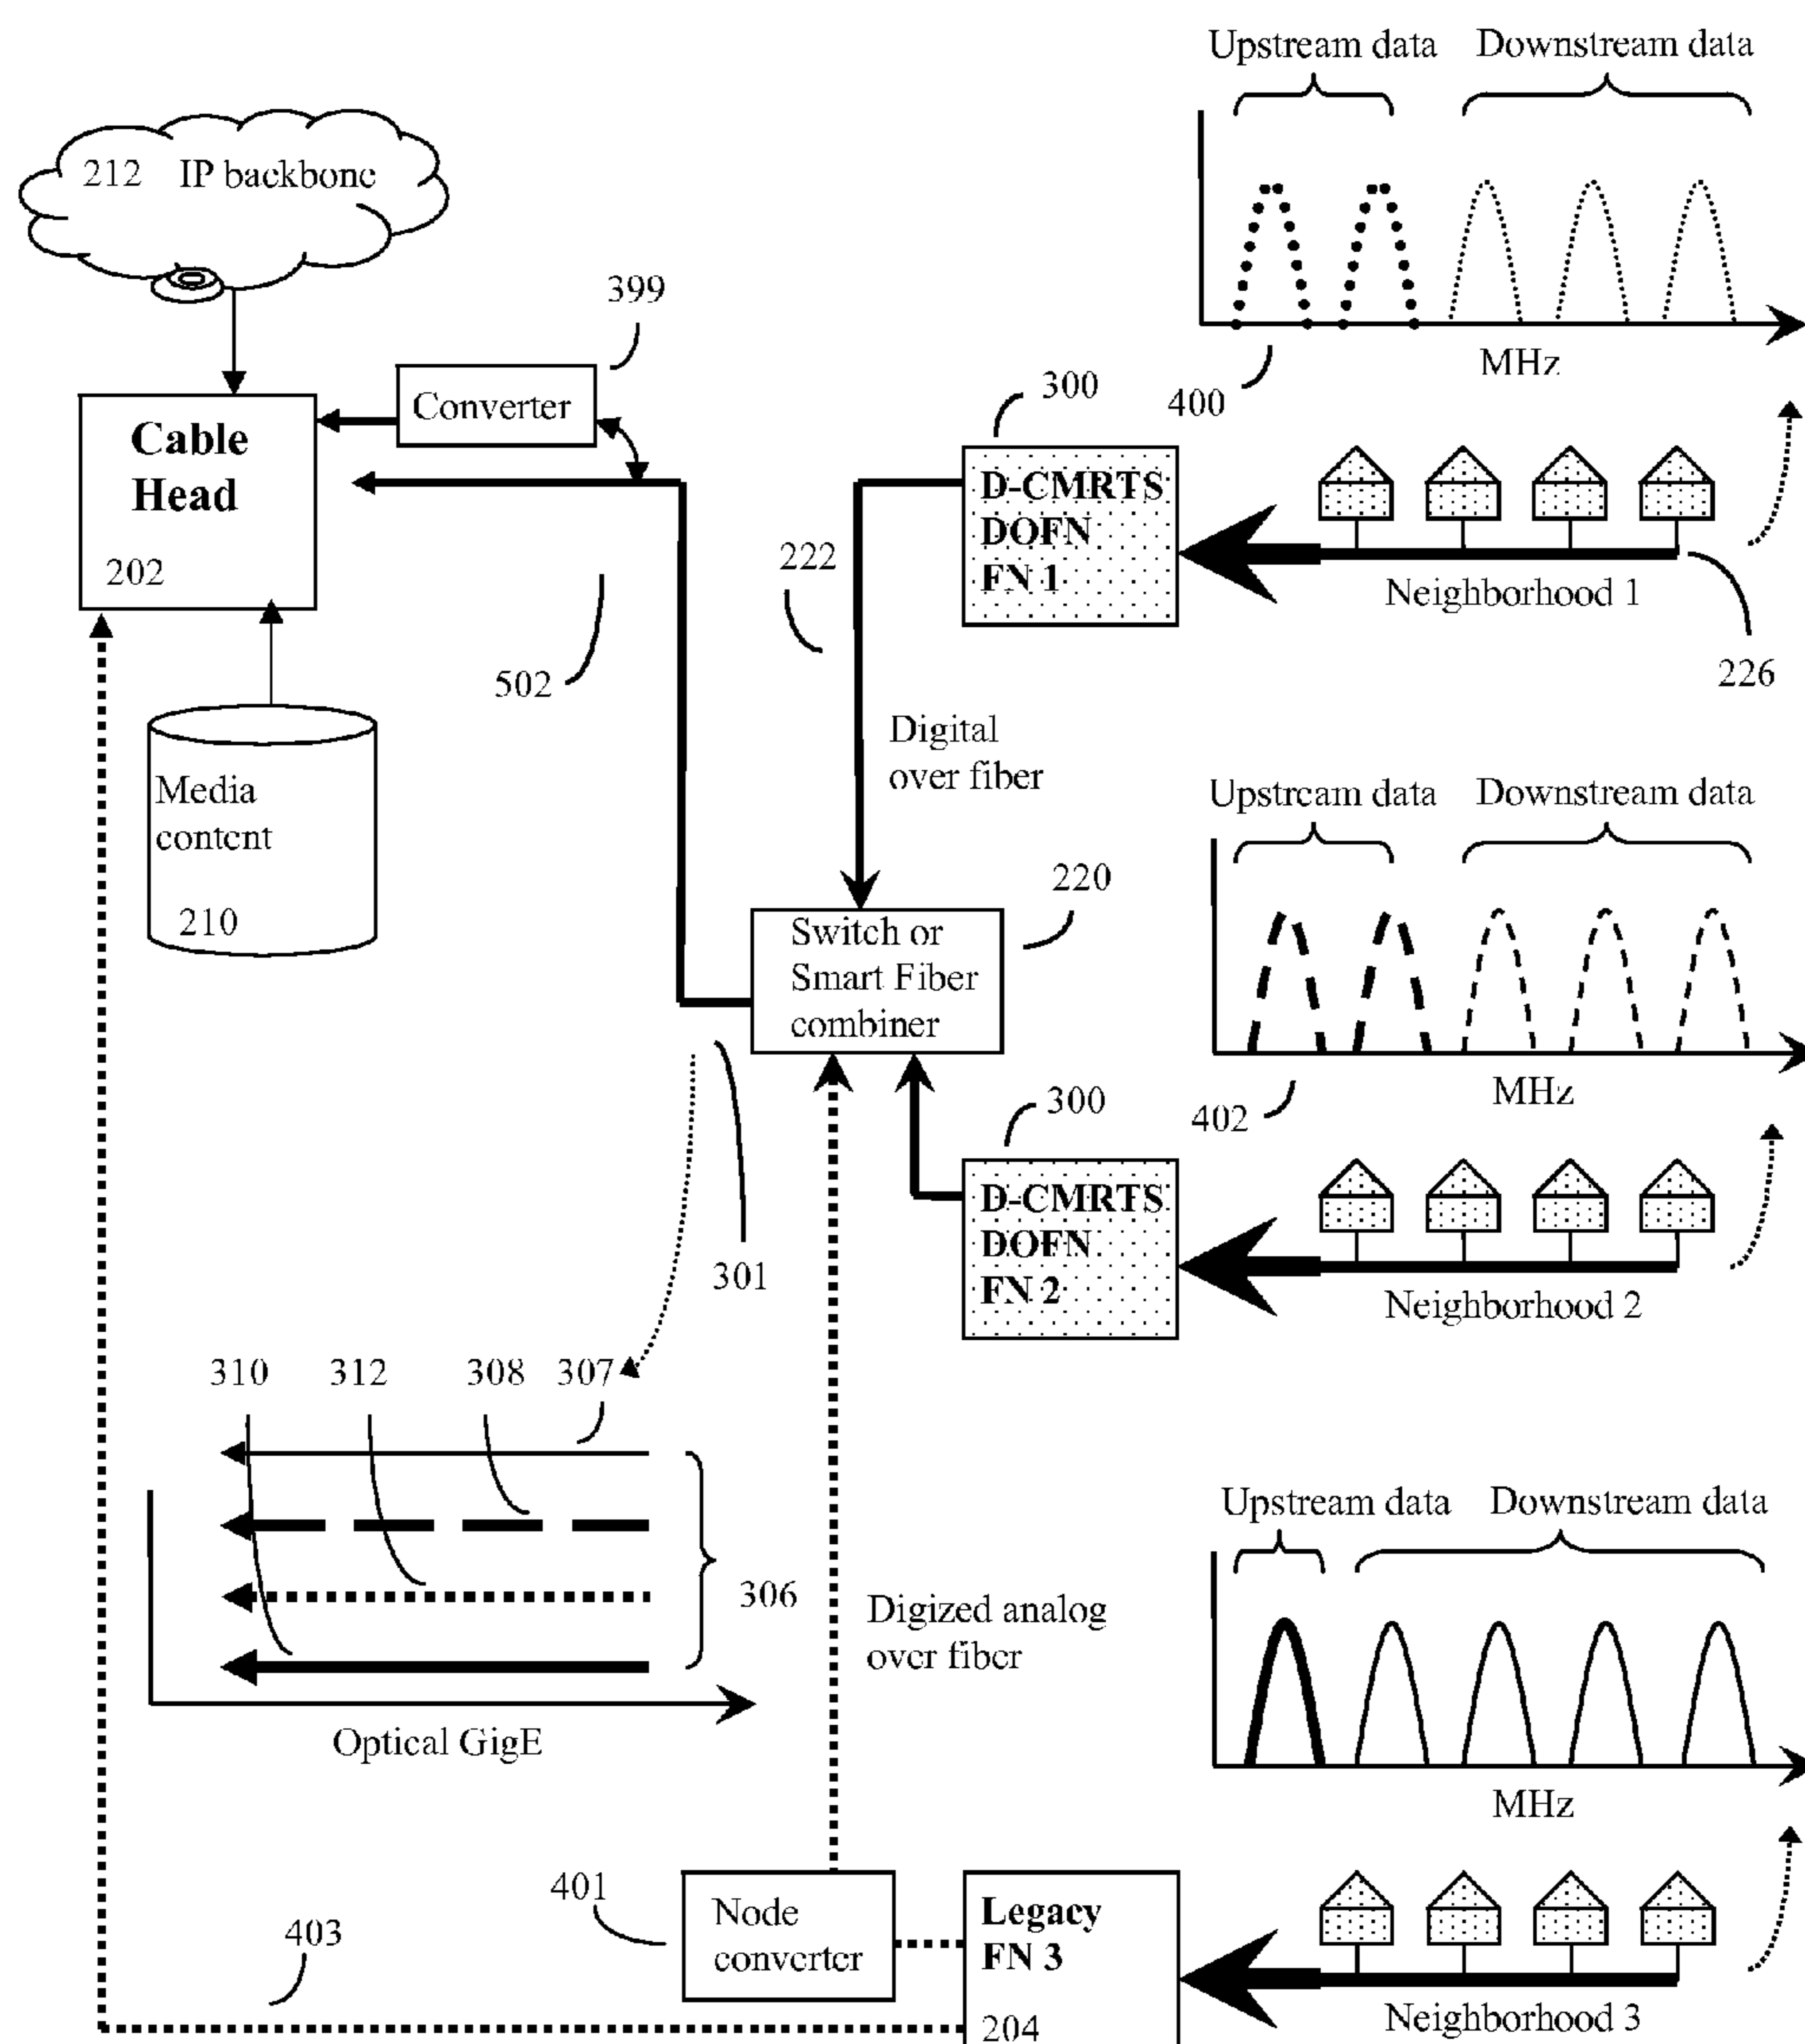 Upstream data
Downstream data
212 IP backbone
399
Converter
MHz
400
300
Cable
Head
202
D-CMRTS
DOFN
FN 1
222
Neighborhood 1
226
502
Digital
over fiber
Media
content
210
Upstream data
Downstream data
220
Switch or
Smart Fiber
combiner
MHz
402
300
D-CMRTS
DOFN
FN 2
301
Neighborhood 2
310
312
308
307
306
Optical GigE
Digized analog
over fiber
Upstream data
Downstream data
MHz
401
Node
converter
Legacy
FN 3
204
403
Neighborhood 3